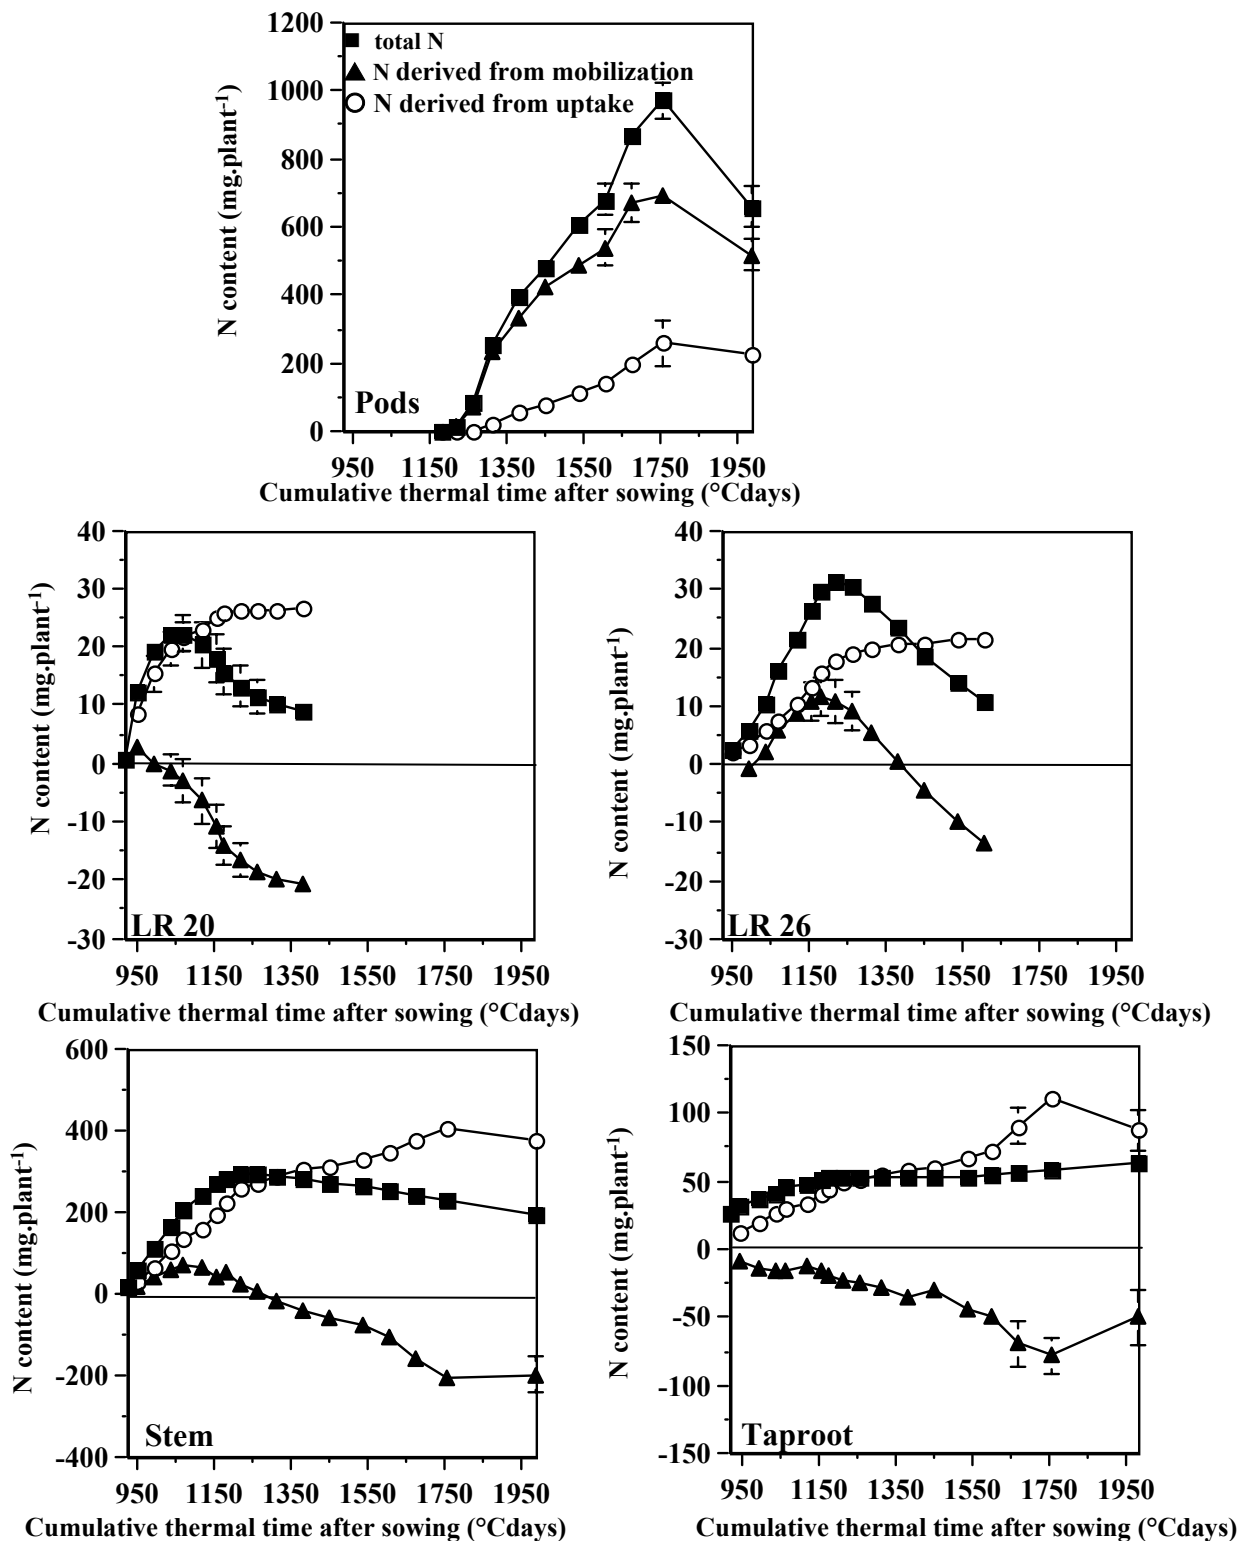 1200
1000
800
600
400
200
0
N content (mg.plant-1)
total N
N derived from mobilization
N derived from uptake
Pods
950 1150 1350 1550 1750 1950
Cumulative thermal time after sowing (°Cdays)
40
30
20
10
0
-10
-20
-30
N content (mg.plant-1)
LR 20
950 1150 1350 1550 1750 1950
Cumulative thermal time after sowing (°Cdays)
40
30
20
10
0
-10
-20
-30
N content (mg.plant-1)
LR 26
950 1150 1350 1550 1750 1950
Cumulative thermal time after sowing (°Cdays)
600
400
200
0
-200
-400
N content (mg.plant-1)
Stem
950 1150 1350 1550 1750 1950
Cumulative thermal time after sowing (°Cdays)
150
100
50
0
-50
-100
-150
N content (mg.plant-1)
Taproot
950 1150 1350 1550 1750 1950
Cumulative thermal time after sowing (°Cdays)